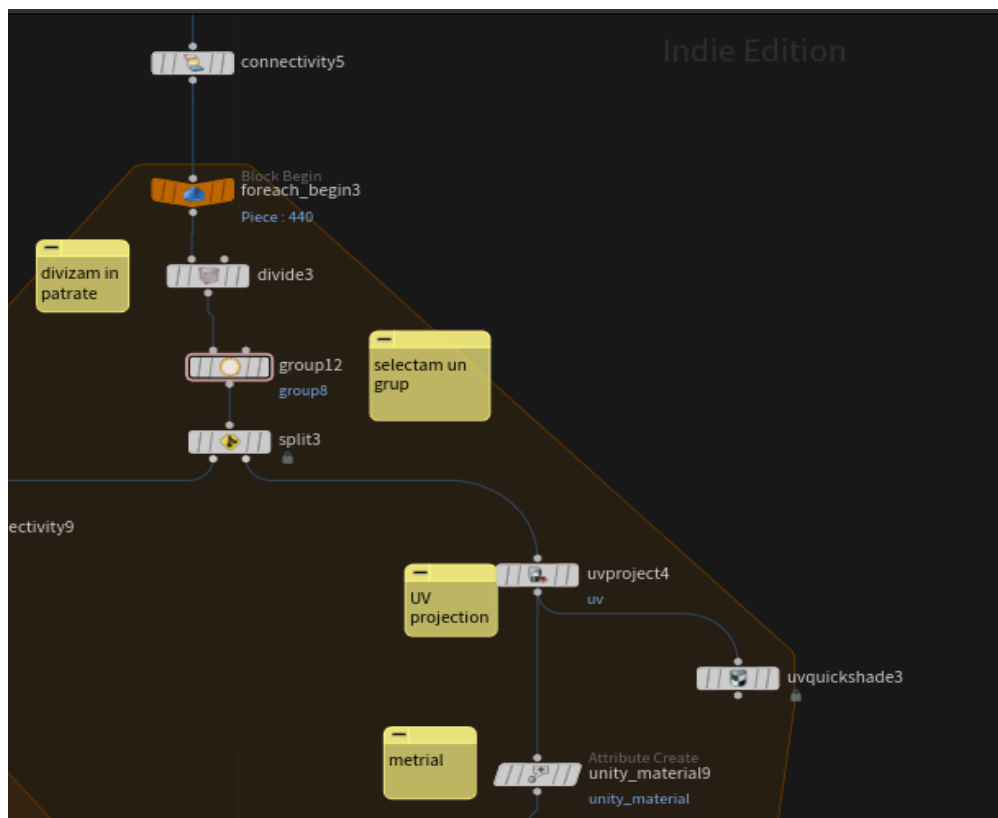 Indie Edition
connectivity5
Block Begin
foreach_begin3
Piece : 440
divizam in
patrate
divide3
group12
group8
selectam un
grup
split3
ectivity9
uvproject4
uv
UV
projection
uvquickshade3
metrial
Attribute Create
unity_material9
unity_material